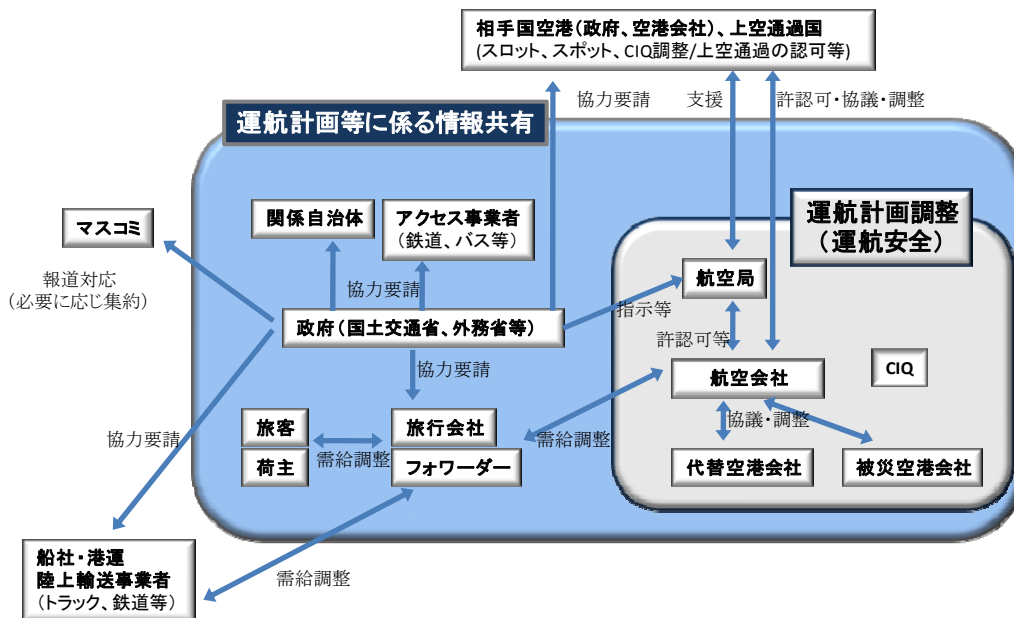 相手国空港(政府、空港会社)、上空通過国
(スロット、スポット、CIQ調整/上空通過の認可等)
協力要請
支援
許認可・協議・調整
運航計画等に係る情報共有
運航計画調整
(運航安全)
マスコミ
関係自治体
アクセス事業者
(鉄道、バス等)
報道対応
(必要に応じ集約)
協力要請
航空局
指示等
政府(国土交通省、外務省等)
許認可等
協力要請
航空会社
CIQ
旅客
荷主
需給調整
旅行会社
フォワーダー
需給調整
協議・調整
代替空港会社
被災空港会社
協力要請
船社・港運
陸上輸送事業者
(トラック、鉄道等)
需給調整